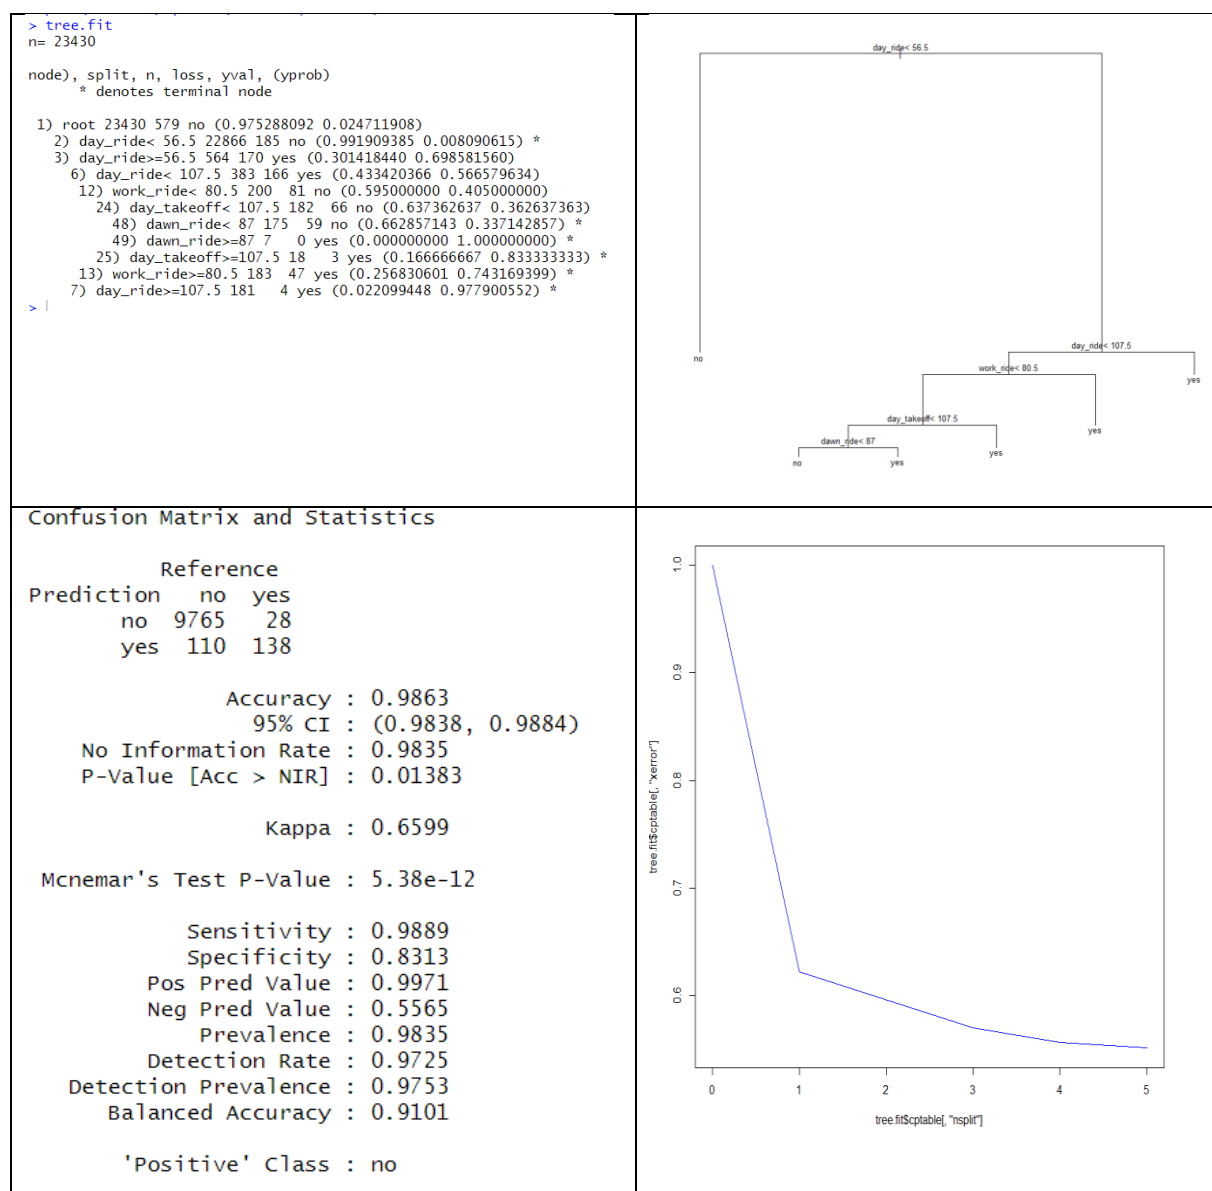 > tree.fit
n= 23430
node), split, n, loss, yval, (yprob)
* denotes terminal node
1) root 23430 579 no (0.975288092 0.024711908)
2) day_ride< 56.5 22866 185 no (0.991909385 0.008090615) *
3) day_ride>=56.5 564 170 yes (0.301418440 0.698581560)
6) day_ride< 107.5 383 166 yes (0.433420366 0.566579634)
12) work_ride< 80.5 200 81 no (0.595000000 0.405000000)
24) day_takeoff< 107.5 182 66 no (0.637362637 0.362637363)
48) dawn_ride< 87 175 59 no (0.662857143 0.337142857) *
49) dawn_ride>=87 7 0 yes (0.000000000 1.000000000) *
25) day_takeoff>=107.5 18 3 yes (0.166666667 0.833333333) *
13) work_ride>=80.5 183 47 yes (0.256830601 0.743169399) *
7) day_ride>=107.5 181 4 yes (0.022099448 0.977900552) *
>
day_ride< 56.5
no
day_ride< 107.5
work_ride< 80.5
yes
day_takeoff< 107.5
yes
dawn_ride< 87
yes
no
yes
Confusion Matrix and Statistics
Reference
Prediction no yes
no 9765 28
yes 110 138
Accuracy : 0.9863
95% CI : (0.9838, 0.9884)
No Information Rate : 0.9835
P-Value [Acc > NIR] : 0.01383
Kappa : 0.6599
Mcnemar's Test P-Value : 5.38e-12
Sensitivity : 0.9889
Specificity : 0.8313
Pos Pred Value : 0.9971
Neg Pred Value : 0.5565
Prevalence : 0.9835
Detection Rate : 0.9725
Detection Prevalence : 0.9753
Balanced Accuracy : 0.9101
'Positive' Class : no
1.0
0.9
0.8
0.7
0.6
tree.fit$cptable[, "xerror"]
0 1 2 3 4 5
tree.fit$cptable[, "nsplit"]